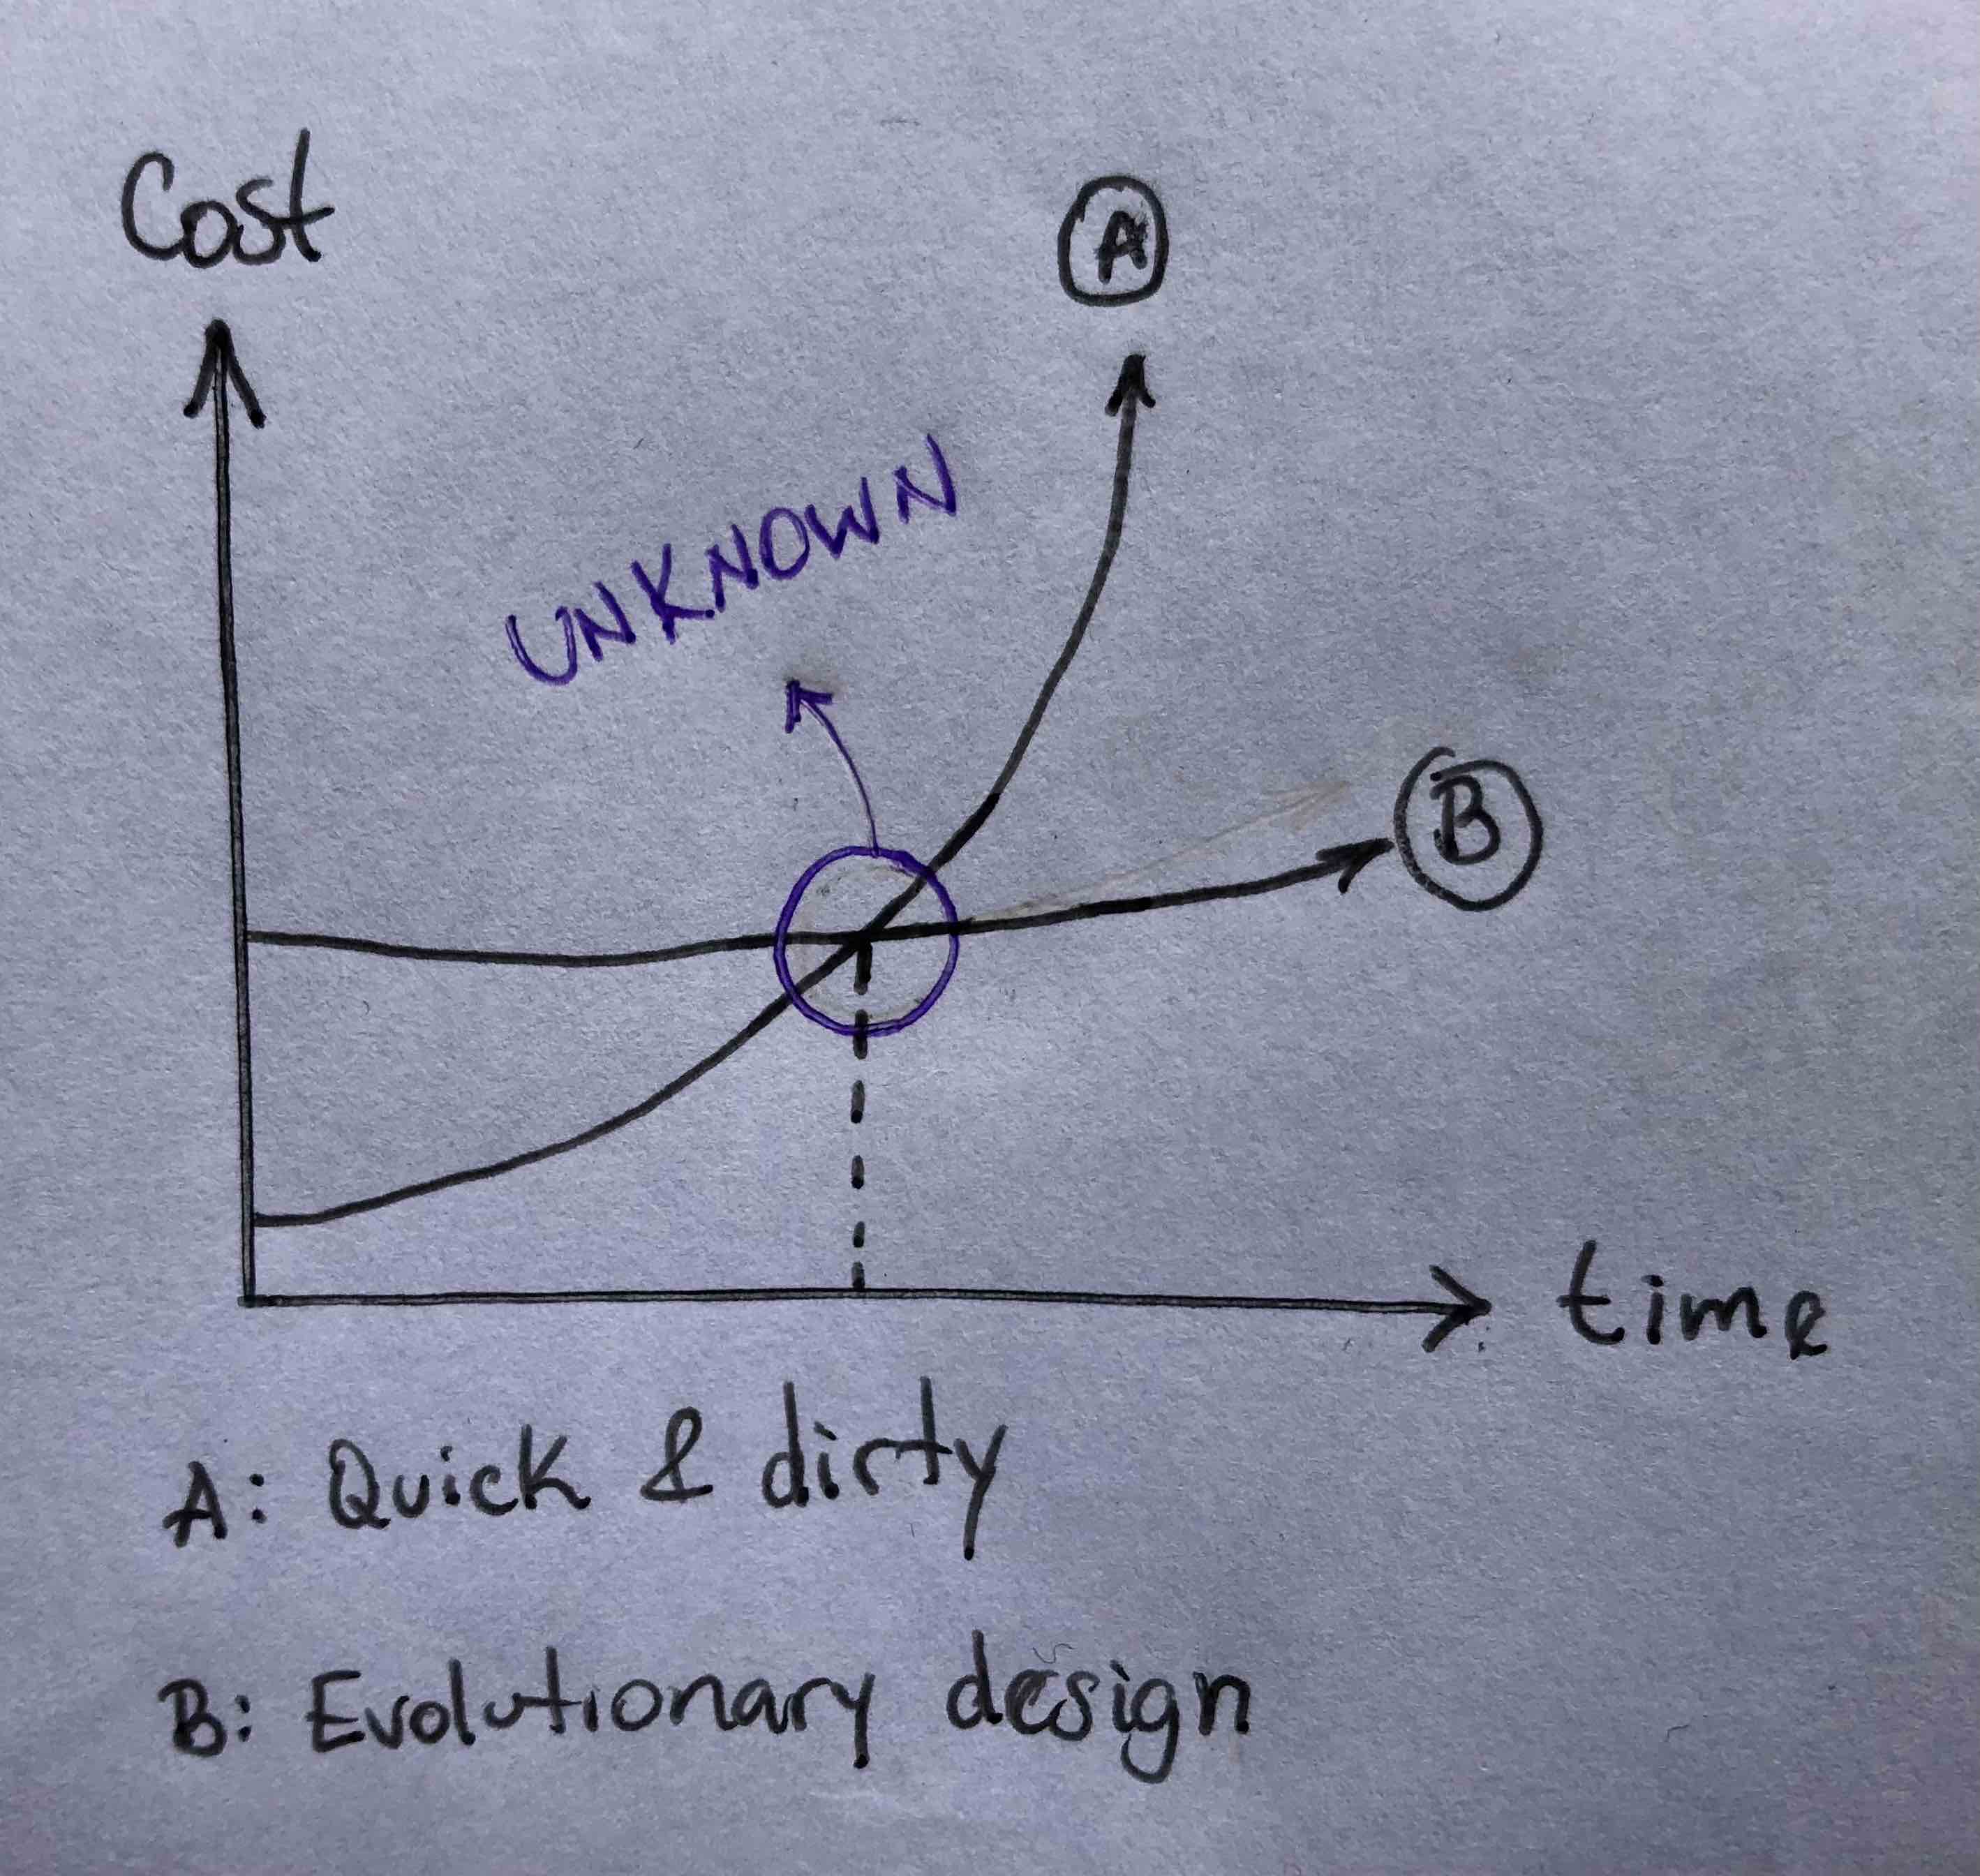 Cost
A
UNKNOWN
B
time
A: Quick & dirty
B: Evolutionary design